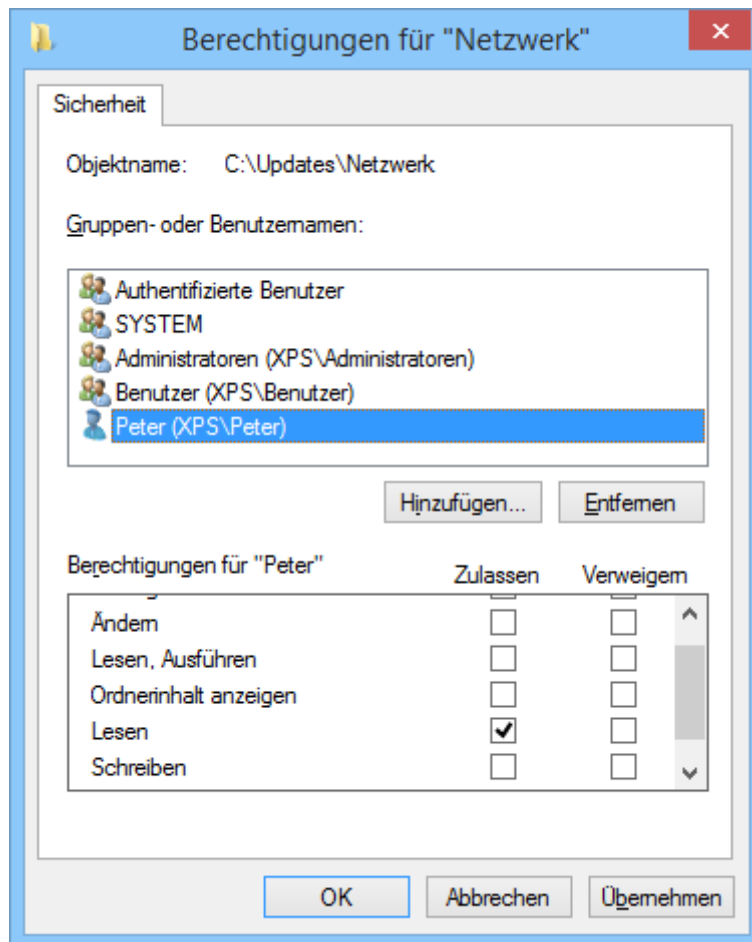 Berechtigungen für "Netzwerk"
Sicherheit
Objektname: C:\Updates\Netzwerk
Gruppen- oder Benutzernamen:
Authentifizierte Benutzer
SYSTEM
Administratoren (XPS\Administratoren)
Benutzer (XPS\Benutzer)
Peter (XPS\Peter)
Hinzufügen... Entfernen
Berechtigungen für "Peter" Zulassen Verweigern
Ändern
Lesen, Ausführen
Ordnerinhalt anzeigen
Lesen
Schreiben
OK Abbrechen Übernehmen